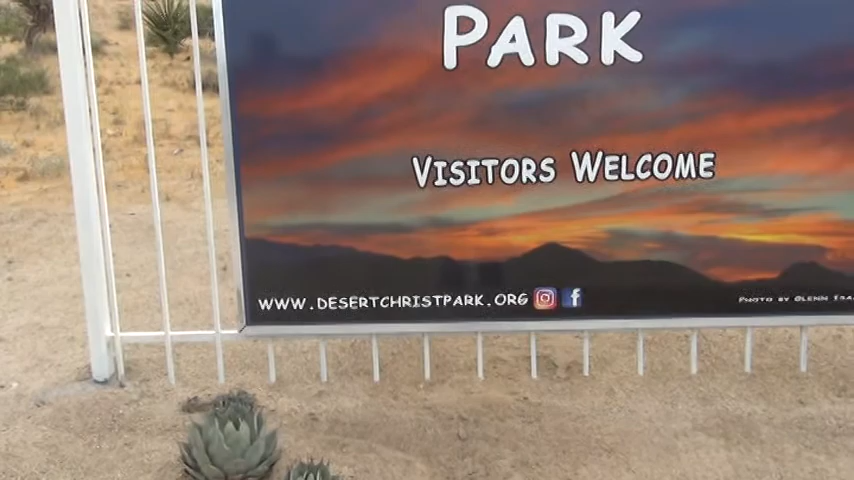 PARK
VISITORS WELCOME
WWW.DESERTCHRISTPARK.ORG
PHOTO BY GLENN